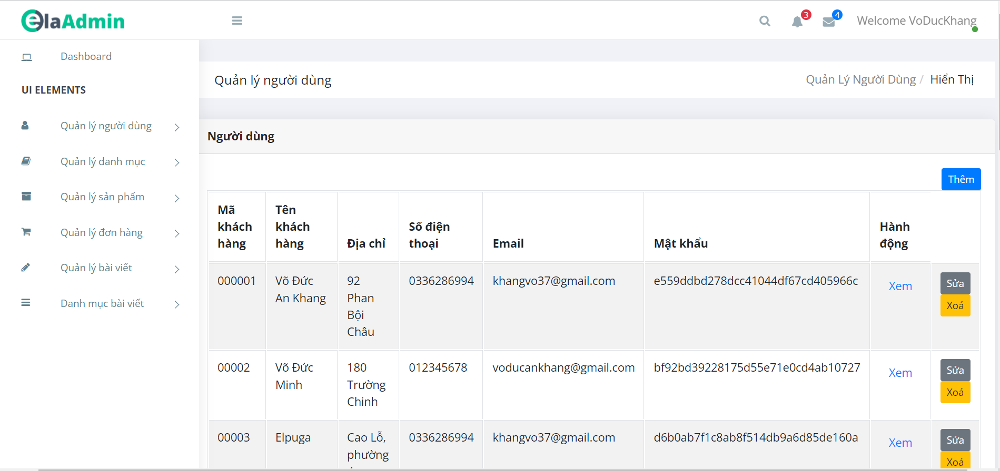 elaAdmin
3
4
Welcome VoDucKhang
Dashboard
UI ELEMENTS
Quản lý người dùng
Quản lý danh mục
Quản lý sản phẩm
Quản lý đơn hàng
Quản lý bài viết
Danh mục bài viết
Quản lý người dùng
Quản Lý Người Dùng / Hiển Thị
Người dùng
Thêm
Mã
khách
hàng
Tên
khách
hàng
Địa chỉ
Số điện
thoại
Email
Mật khẩu
Hành
động
000001
Võ Đức
An Khang
92
Phan
Bội
Châu
0336286994
khangvo37@gmail.com
e559ddbd278dcc41044df67cd405966c
Xem
Sửa
Xoá
00002
Võ Đức
Minh
180
Trường
Chinh
012345678
voducankhang@gmail.com
bf92bd39228175d55e71e0cd4ab10727
Xem
Sửa
Xoá
00003
Elpuga
Cao Lỗ,
phường
0336286994
khangvo37@gmail.com
d6b0ab7f1c8ab8f514db9a6d85de160a
Xem
Sửa
Xoá